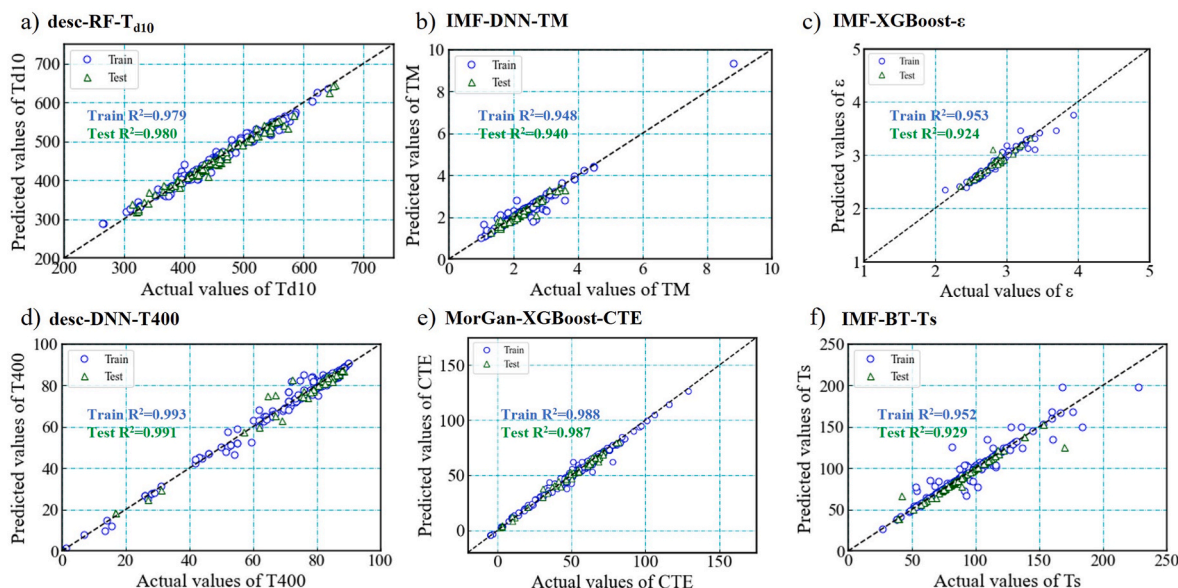 a) desc-RF-Td10
Predicted values of Td10
700
600
500
400
300
200
Train
Test
Train R²=0.979
Test R²=0.980
200 300 400 500 600 700
Actual values of Td10
b) IMF-DNN-TM
Predicted values of TM
10
8
6
4
2
0
Train
Test
Train R²=0.948
Test R²=0.940
0 2 4 6 8 10
Actual values of TM
c) IMF-XGBoost-ε
Predicted values of ε
5
4
3
2
1
Train
Test
Train R²=0.953
Test R²=0.924
1 2 3 4 5
Actual values of ε
d) desc-DNN-T400
Predicted values of T400
100
80
60
40
20
0
Train
Test
Train R²=0.993
Test R²=0.991
0 20 40 60 80 100
Actual values of T400
e) MorGan-XGBoost-CTE
Predicted values of CTE
150
100
50
0
Train
Test
Train R²=0.988
Test R²=0.987
0 50 100 150
Actual values of CTE
f) IMF-BT-Ts
Predicted values of Ts
250
200
150
100
50
0
Train
Test
Train R²=0.952
Test R²=0.929
0 50 100 150 200 250
Actual values of Ts